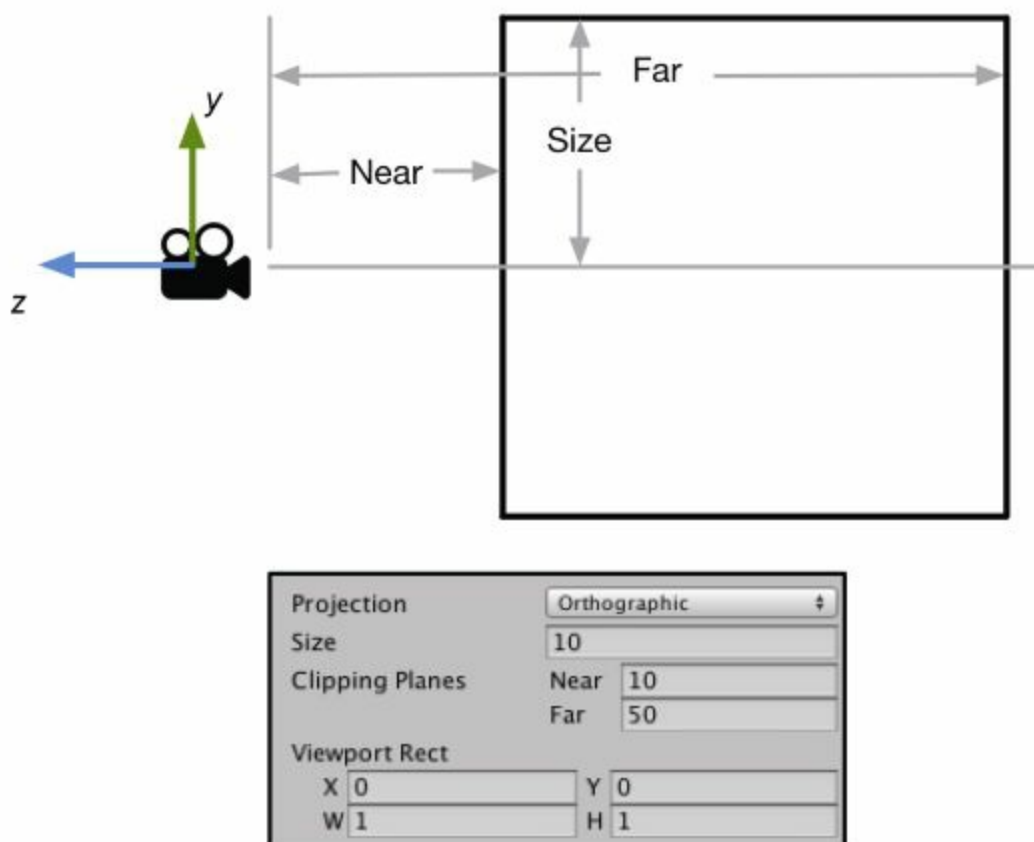 Far
y
Size
Near
z
Projection Orthographic
Size 10
Clipping Planes Near 10
Far 50
Viewport Rect
X 0 Y 0
W 1 H 1